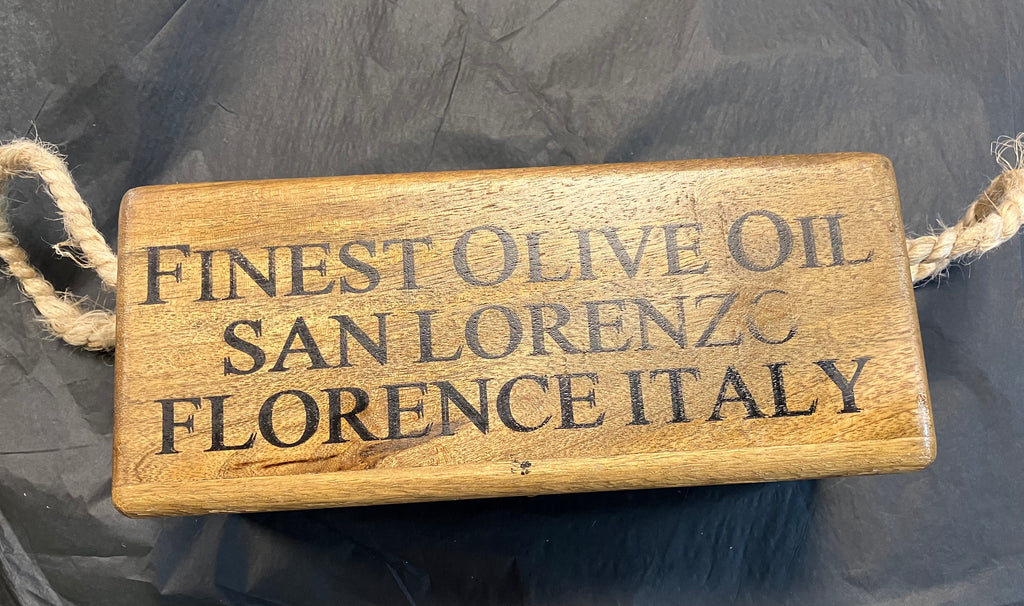 FINEST OLIVE OIL
SAN LORENZO
FLORENCE ITALY